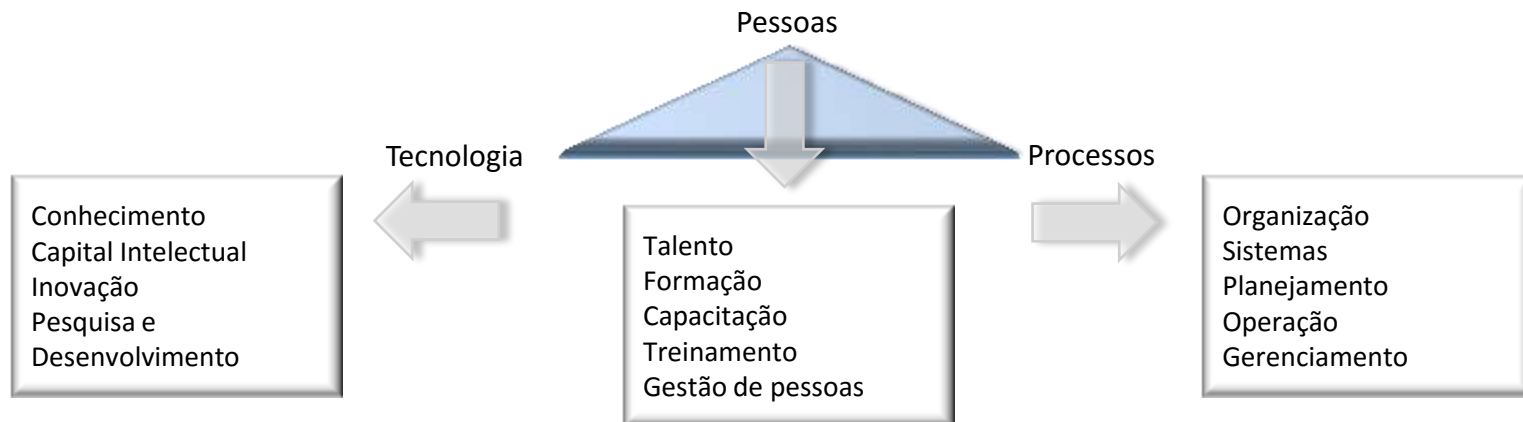 Pessoas
Tecnologia
Processos
Conhecimento
Capital Intelectual
Inovação
Pesquisa e
Desenvolvimento
Talento
Formação
Capacitação
Treinamento
Gestão de pessoas
Organização
Sistemas
Planejamento
Operação
Gerenciamento